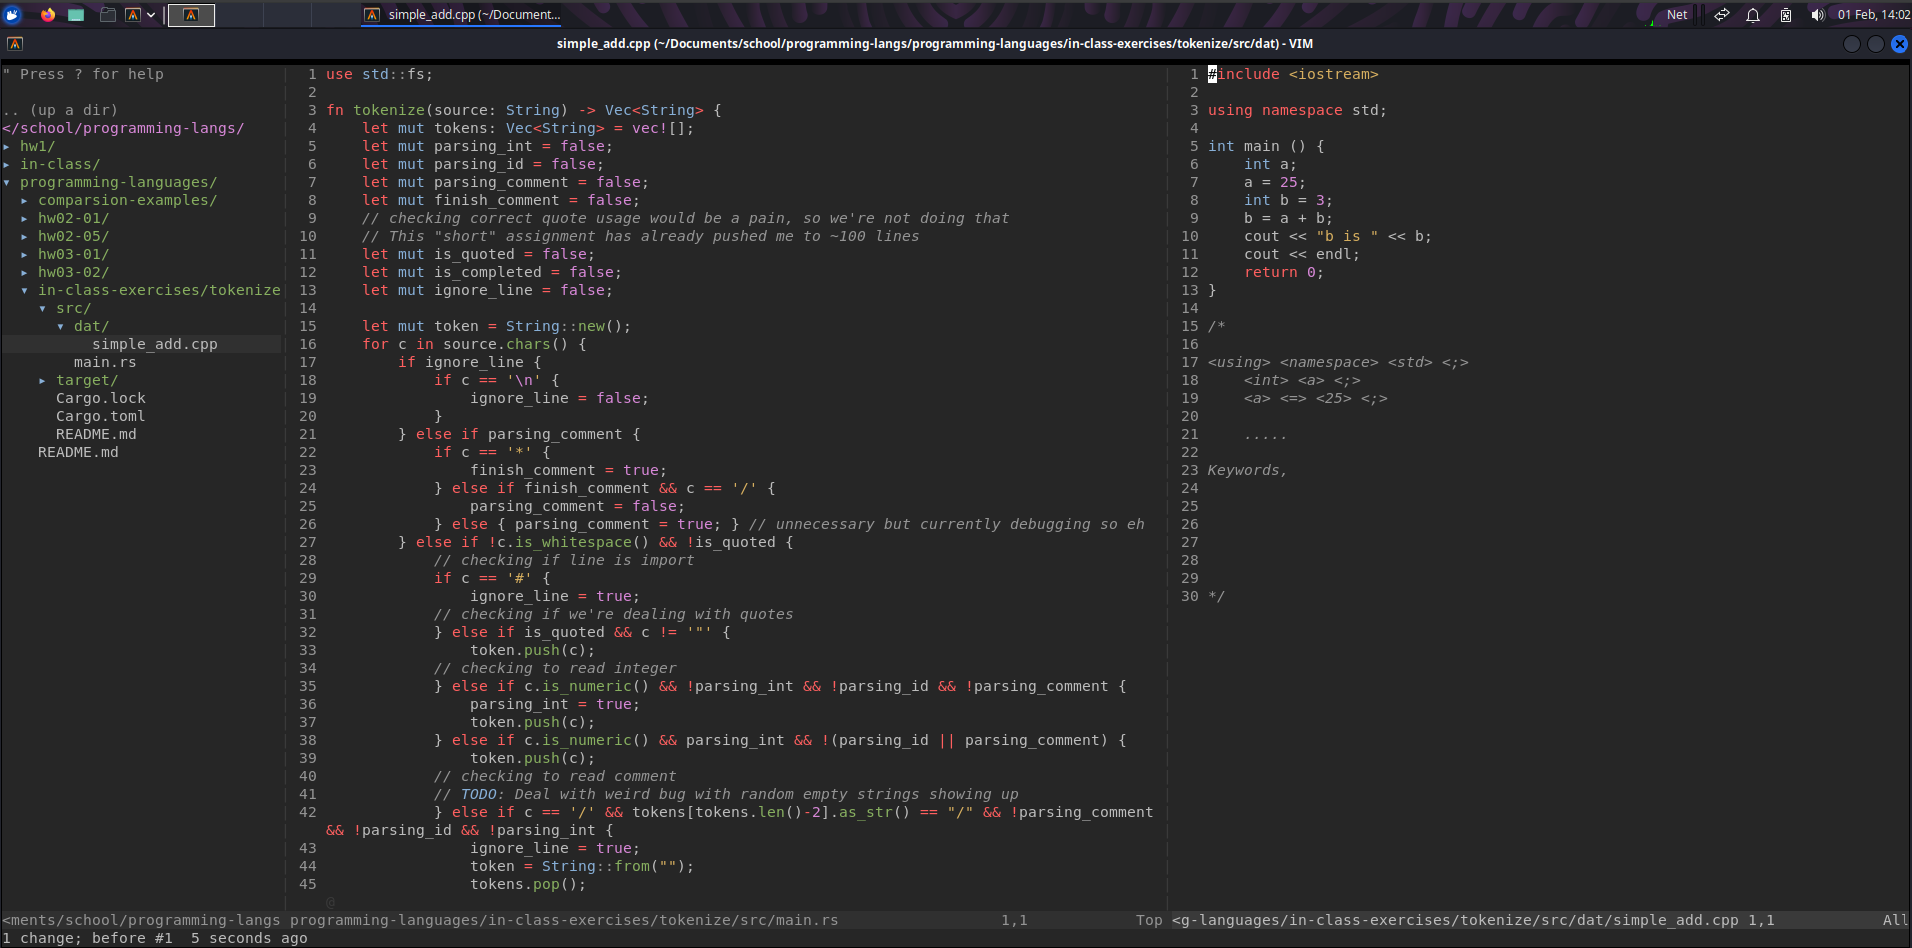 simple_add.cpp (~/Document...
Net
01 Feb, 14:02
simple_add.cpp (~/Documents/school/programming-langs/programming-languages/in-class-exercises/tokenize/src/dat) - VIM
" Press ? for help
.. (up a dir)
</school/programming-langs/
▸ hw1/
▸ in-class/
▾ programming-languages/
▸ comparsion-examples/
▸ hw02-01/
▸ hw02-05/
▸ hw03-01/
▸ hw03-02/
▾ in-class-exercises/tokenize
▾ src/
▾ dat/
simple_add.cpp
main.rs
▸ target/
Cargo.lock
Cargo.toml
README.md
README.md
1 use std::fs;
2
3 fn tokenize(source: String) -> Vec<String> {
4     let mut tokens: Vec<String> = vec![];
5     let mut parsing_int = false;
6     let mut parsing_id = false;
7     let mut parsing_comment = false;
8     let mut finish_comment = false;
9     // checking correct quote usage would be a pain, so we're not doing that
10     // This "short" assignment has already pushed me to ~100 lines
11     let mut is_quoted = false;
12     let mut is_completed = false;
13     let mut ignore_line = false;
14
15     let mut token = String::new();
16     for c in source.chars() {
17         if ignore_line {
18             if c == '\n' {
19                 ignore_line = false;
20             }
21         } else if parsing_comment {
22             if c == '*' {
23                 finish_comment = true;
24             } else if finish_comment && c == '/' {
25                 parsing_comment = false;
26             } else { parsing_comment = true; } // unnecessary but currently debugging so eh
27         } else if !c.is_whitespace() && !is_quoted {
28             // checking if line is import
29             if c == '#' {
30                 ignore_line = true;
31             // checking if we're dealing with quotes
32             } else if is_quoted && c != '"' {
33                 token.push(c);
34             // checking to read integer
35             } else if c.is_numeric() && !parsing_int && !parsing_id && !parsing_comment {
36                 parsing_int = true;
37                 token.push(c);
38             } else if c.is_numeric() && parsing_int && !(parsing_id || parsing_comment) {
39                 token.push(c);
40             // checking to read comment
41             // TODO: Deal with weird bug with random empty strings showing up
42             } else if c == '/' && tokens[tokens.len()-2].as_str() == "/" && !parsing_comment
&& !parsing_id && !parsing_int {
43                 ignore_line = true;
44                 token = String::from("");
45                 tokens.pop();
@
1 #include <iostream>
2
3 using namespace std;
4
5 int main () {
6     int a;
7     a = 25;
8     int b = 3;
9     b = a + b;
10     cout << "b is " << b;
11     cout << endl;
12     return 0;
13 }
14
15 /*
16
17 <using> <namespace> <std> <;>
18     <int> <a> <;>
19     <a> <=> <25> <;>
20
21     .....
22
23 Keywords,
24
25
26
27
28
29
30 */
<ments/school/programming-langs programming-languages/in-class-exercises/tokenize/src/main.rs 1,1 Top <g-languages/in-class-exercises/tokenize/src/dat/simple_add.cpp 1,1 All
1 change; before #1  5 seconds ago